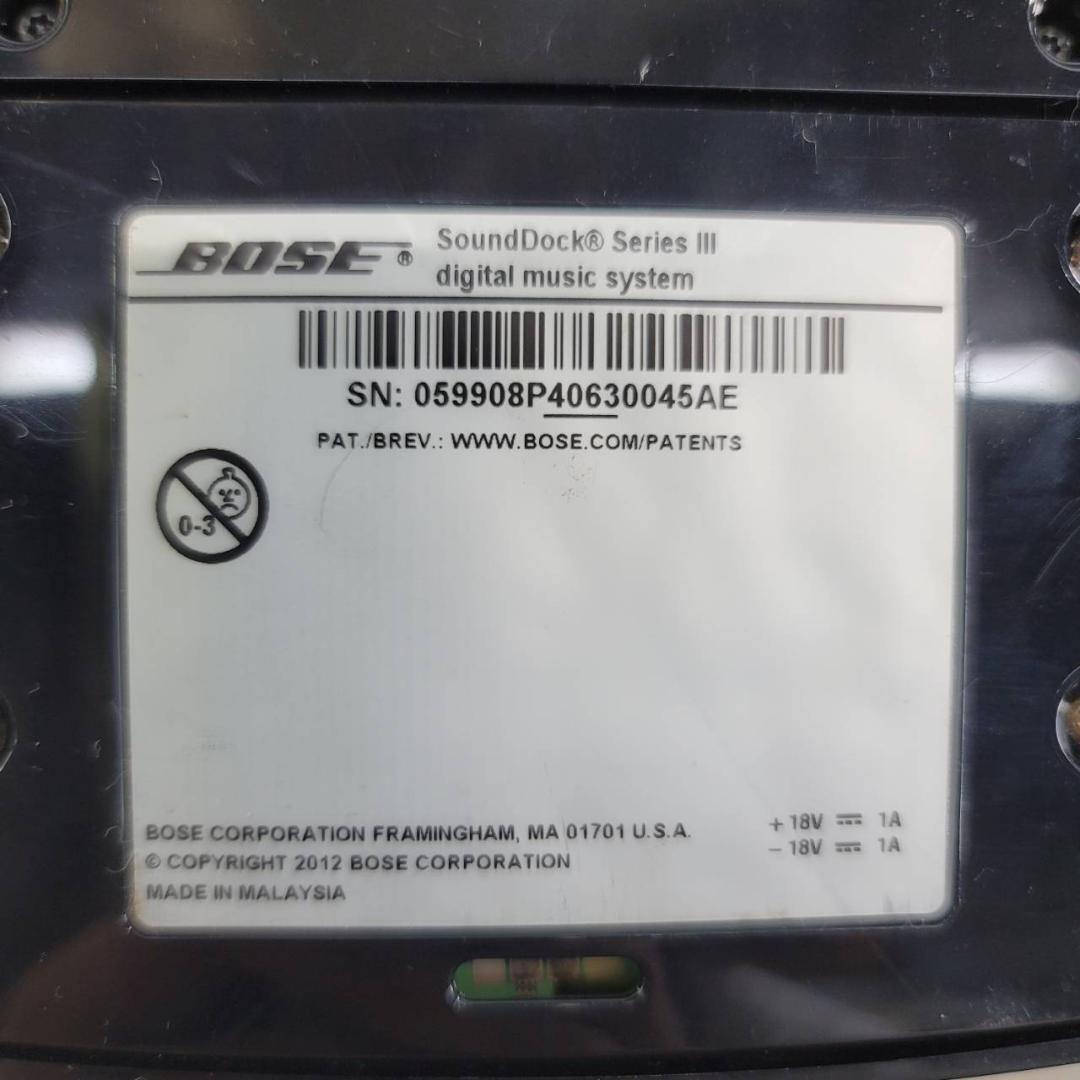 BOSE®
SoundDock® Series III
digital music system
SN: 059908P40630045AE
PAT./BREV.: WWW.BOSE.COM/PATENTS
0-3
BOSE CORPORATION FRAMINGHAM, MA 01701 U.S.A.
© COPYRIGHT 2012 BOSE CORPORATION
MADE IN MALAYSIA
+ 18V ⎓ 1A
− 18V ⎓ 1A